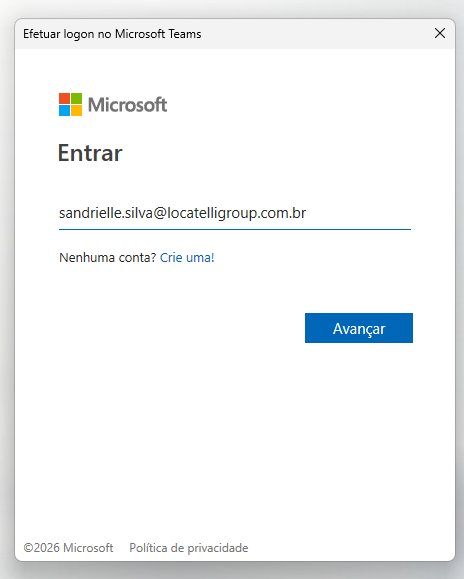 Efetuar logon no Microsoft Teams
Microsoft
Entrar
sandrielle.silva@locatelligroup.com.br
Nenhuma conta? Crie uma!
Avançar
©2026 Microsoft Política de privacidade